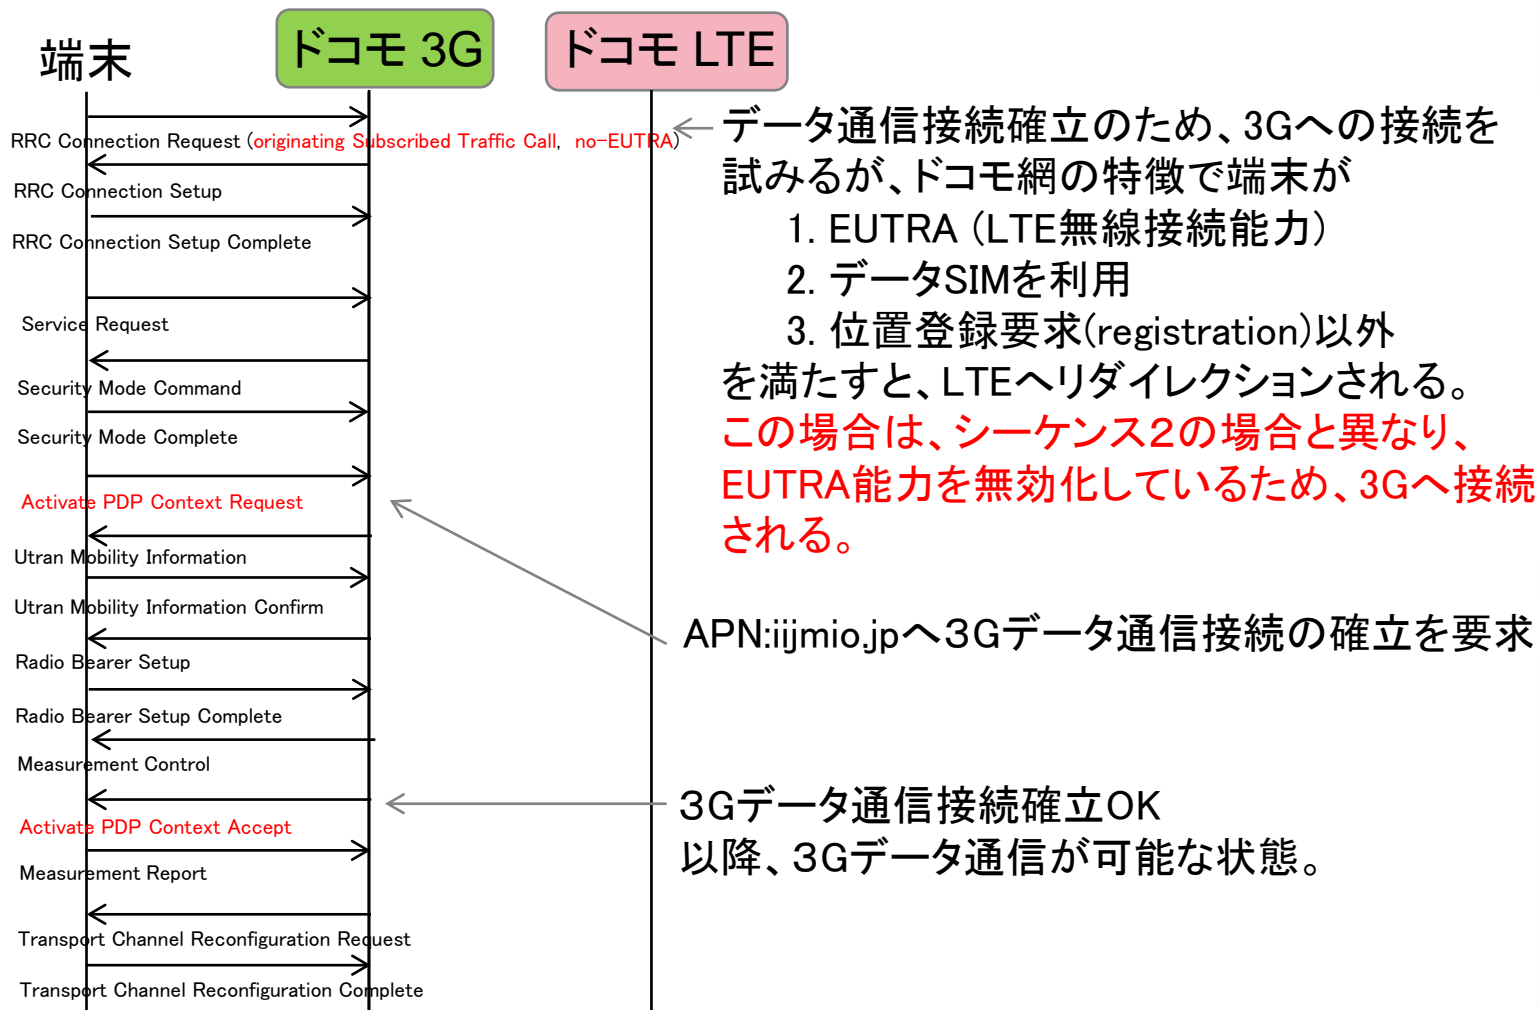 端末
ドコモ 3G
ドコモ LTE
RRC Connection Request (originating Subscribed Traffic Call, no-EUTRA)
RRC Connection Setup
RRC Connection Setup Complete
Service Request
Security Mode Command
Security Mode Complete
Activate PDP Context Request
Utran Mobility Information
Utran Mobility Information Confirm
Radio Bearer Setup
Radio Bearer Setup Complete
Measurement Control
Activate PDP Context Accept
Measurement Report
Transport Channel Reconfiguration Request
Transport Channel Reconfiguration Complete
データ通信接続確立のため、3Gへの接続を
試みるが、ドコモ網の特徴で端末が
1. EUTRA (LTE無線接続能力)
2. データSIMを利用
3. 位置登録要求(registration)以外
を満たすと、LTEへリダイレクションされる。
この場合は、シーケンス２の場合と異なり、
EUTRA能力を無効化しているため、3Gへ接続
される。
APN:iijmio.jpへ３Gデータ通信接続の確立を要求
３Gデータ通信接続確立OK
以降、３Gデータ通信が可能な状態。